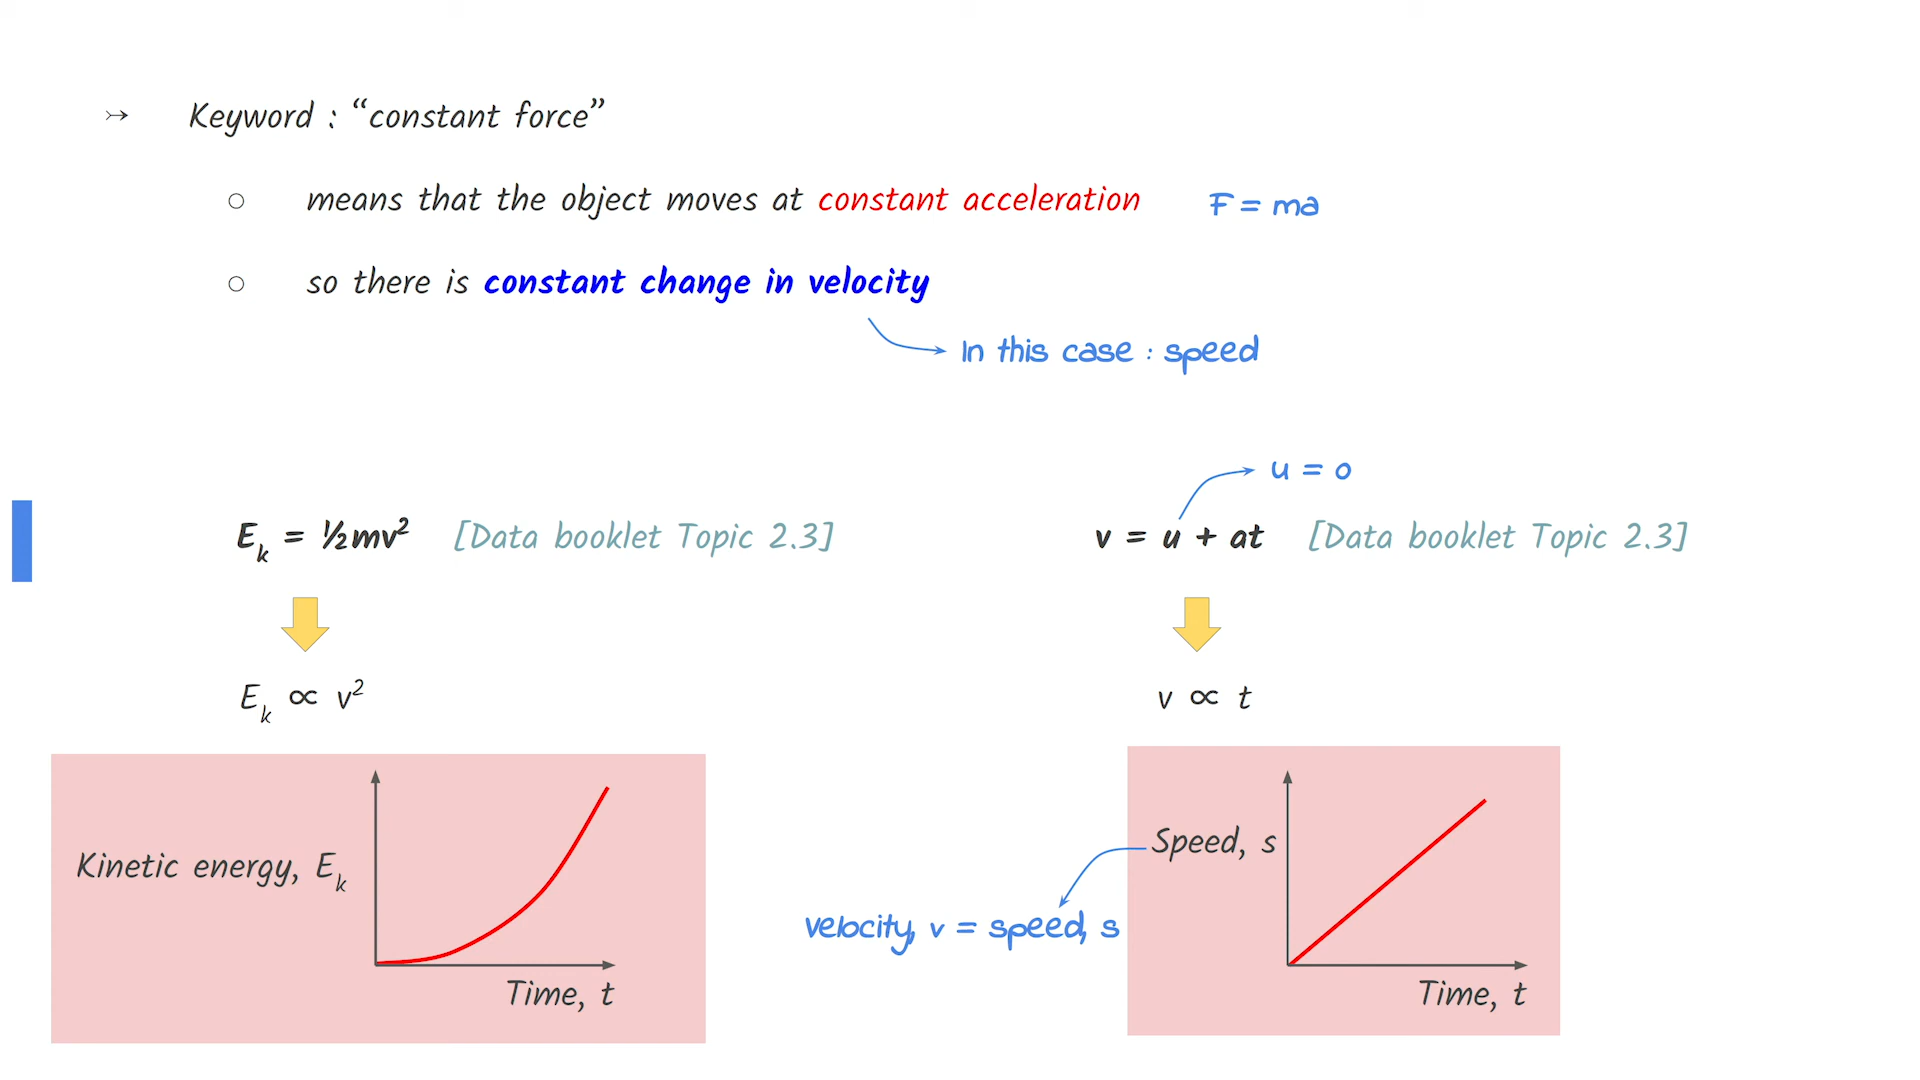 ↣ Keyword : “constant force”
○ means that the object moves at constant acceleration F = ma
○ so there is constant change in velocity
In this case : speed
u = 0
Eₖ = ½mv² [Data booklet Topic 2.3]
v = u + at [Data booklet Topic 2.3]
Eₖ ∝ v²
v ∝ t
Kinetic energy, Eₖ
Time, t
Speed, s
velocity, v = speed, s
Time, t